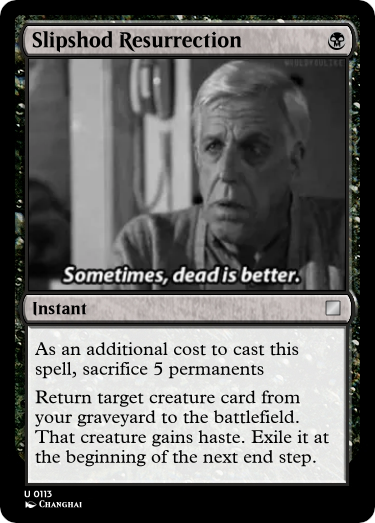 Slipshod Resurrection
Sometimes, dead is better.
Instant
As an additional cost to cast this
spell, sacrifice 5 permanents
Return target creature card from
your graveyard to the battlefield.
That creature gains haste. Exile it at
the beginning of the next end step.
U 0113
Changhai